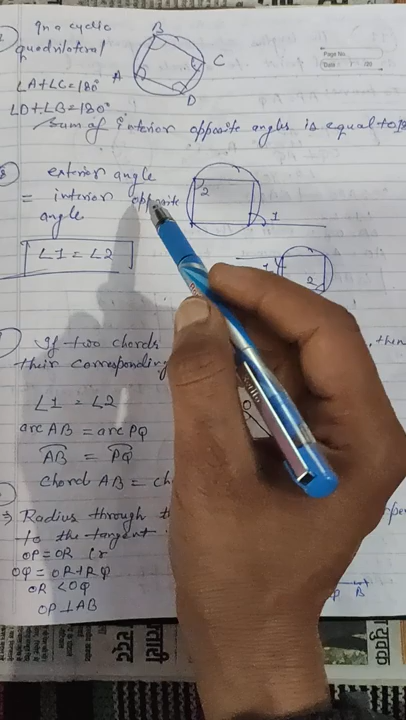 In a cyclic
quadrilateral
∠A+∠C=180°
∠D+∠B=180°
Sum of interior opposite angles is equal to
B
C
A
D
Page No.
Date : / /20
exterior angle
= interior opposite
angle
∠1 = ∠2
2
1
1
2
If two chords
then
their corresponding
∠1 = ∠2
arc AB = arc PQ
AB = PQ
Chord AB =
⇒ Radius through
to the tangent
OP = OR
OQ = OR+RQ
OR < OQ
OP ⊥ AB
B